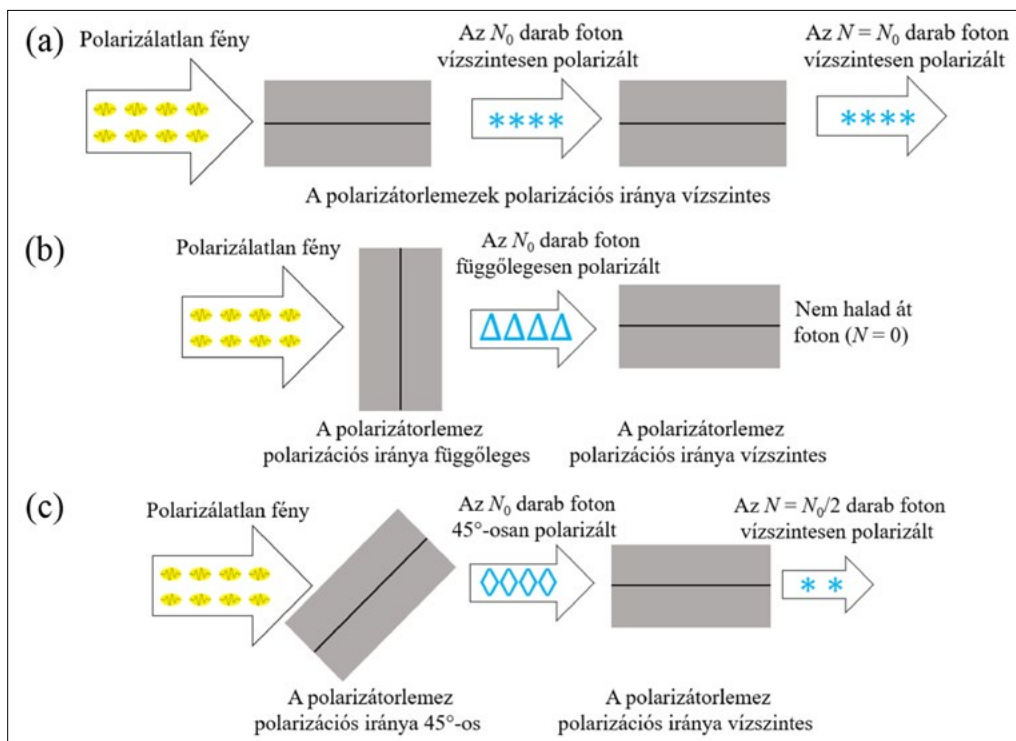 (a)
Polarizálatlan fény
Az N₀ darab foton
vízszintesen polarizált
Az N = N₀ darab foton
vízszintesen polarizált
A polarizátorlemezek polarizációs iránya vízszintes
(b)
Polarizálatlan fény
Az N₀ darab foton
függőlegesen polarizált
Nem halad át
foton (N = 0)
A polarizátorlemez
polarizációs iránya függőleges
A polarizátorlemez
polarizációs iránya vízszintes
(c)
Polarizálatlan fény
Az N₀ darab foton
45°-osan polarizált
Az N = N₀/2 darab foton
vízszintesen polarizált
A polarizátorlemez
polarizációs iránya 45°-os
A polarizátorlemez
polarizációs iránya vízszintes